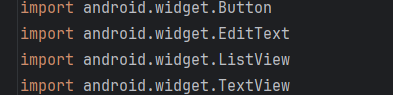 import android.widget.Button
import android.widget.EditText
import android.widget.ListView
import android.widget.TextView